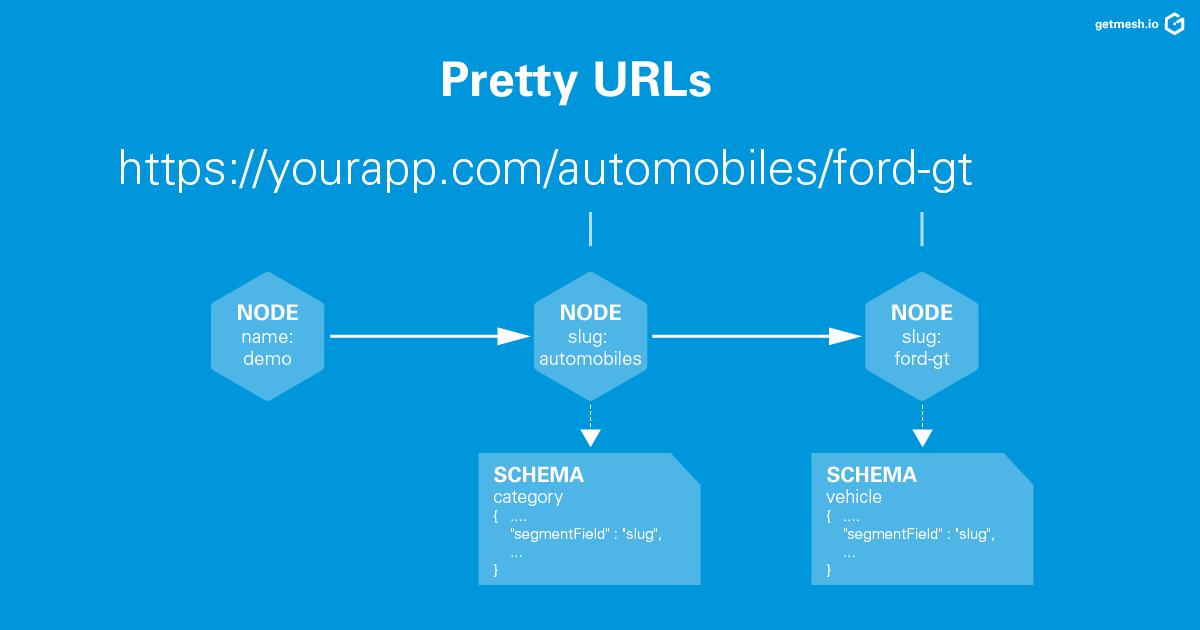 getmesh.io
Pretty URLs
https://yourapp.com/automobiles/ford-gt
NODE
name:
demo
NODE
slug:
automobiles
NODE
slug:
ford-gt
SCHEMA
category
{ ....
"segmentField" : "slug",
...
}
SCHEMA
vehicle
{ ....
"segmentField" : "slug",
...
}